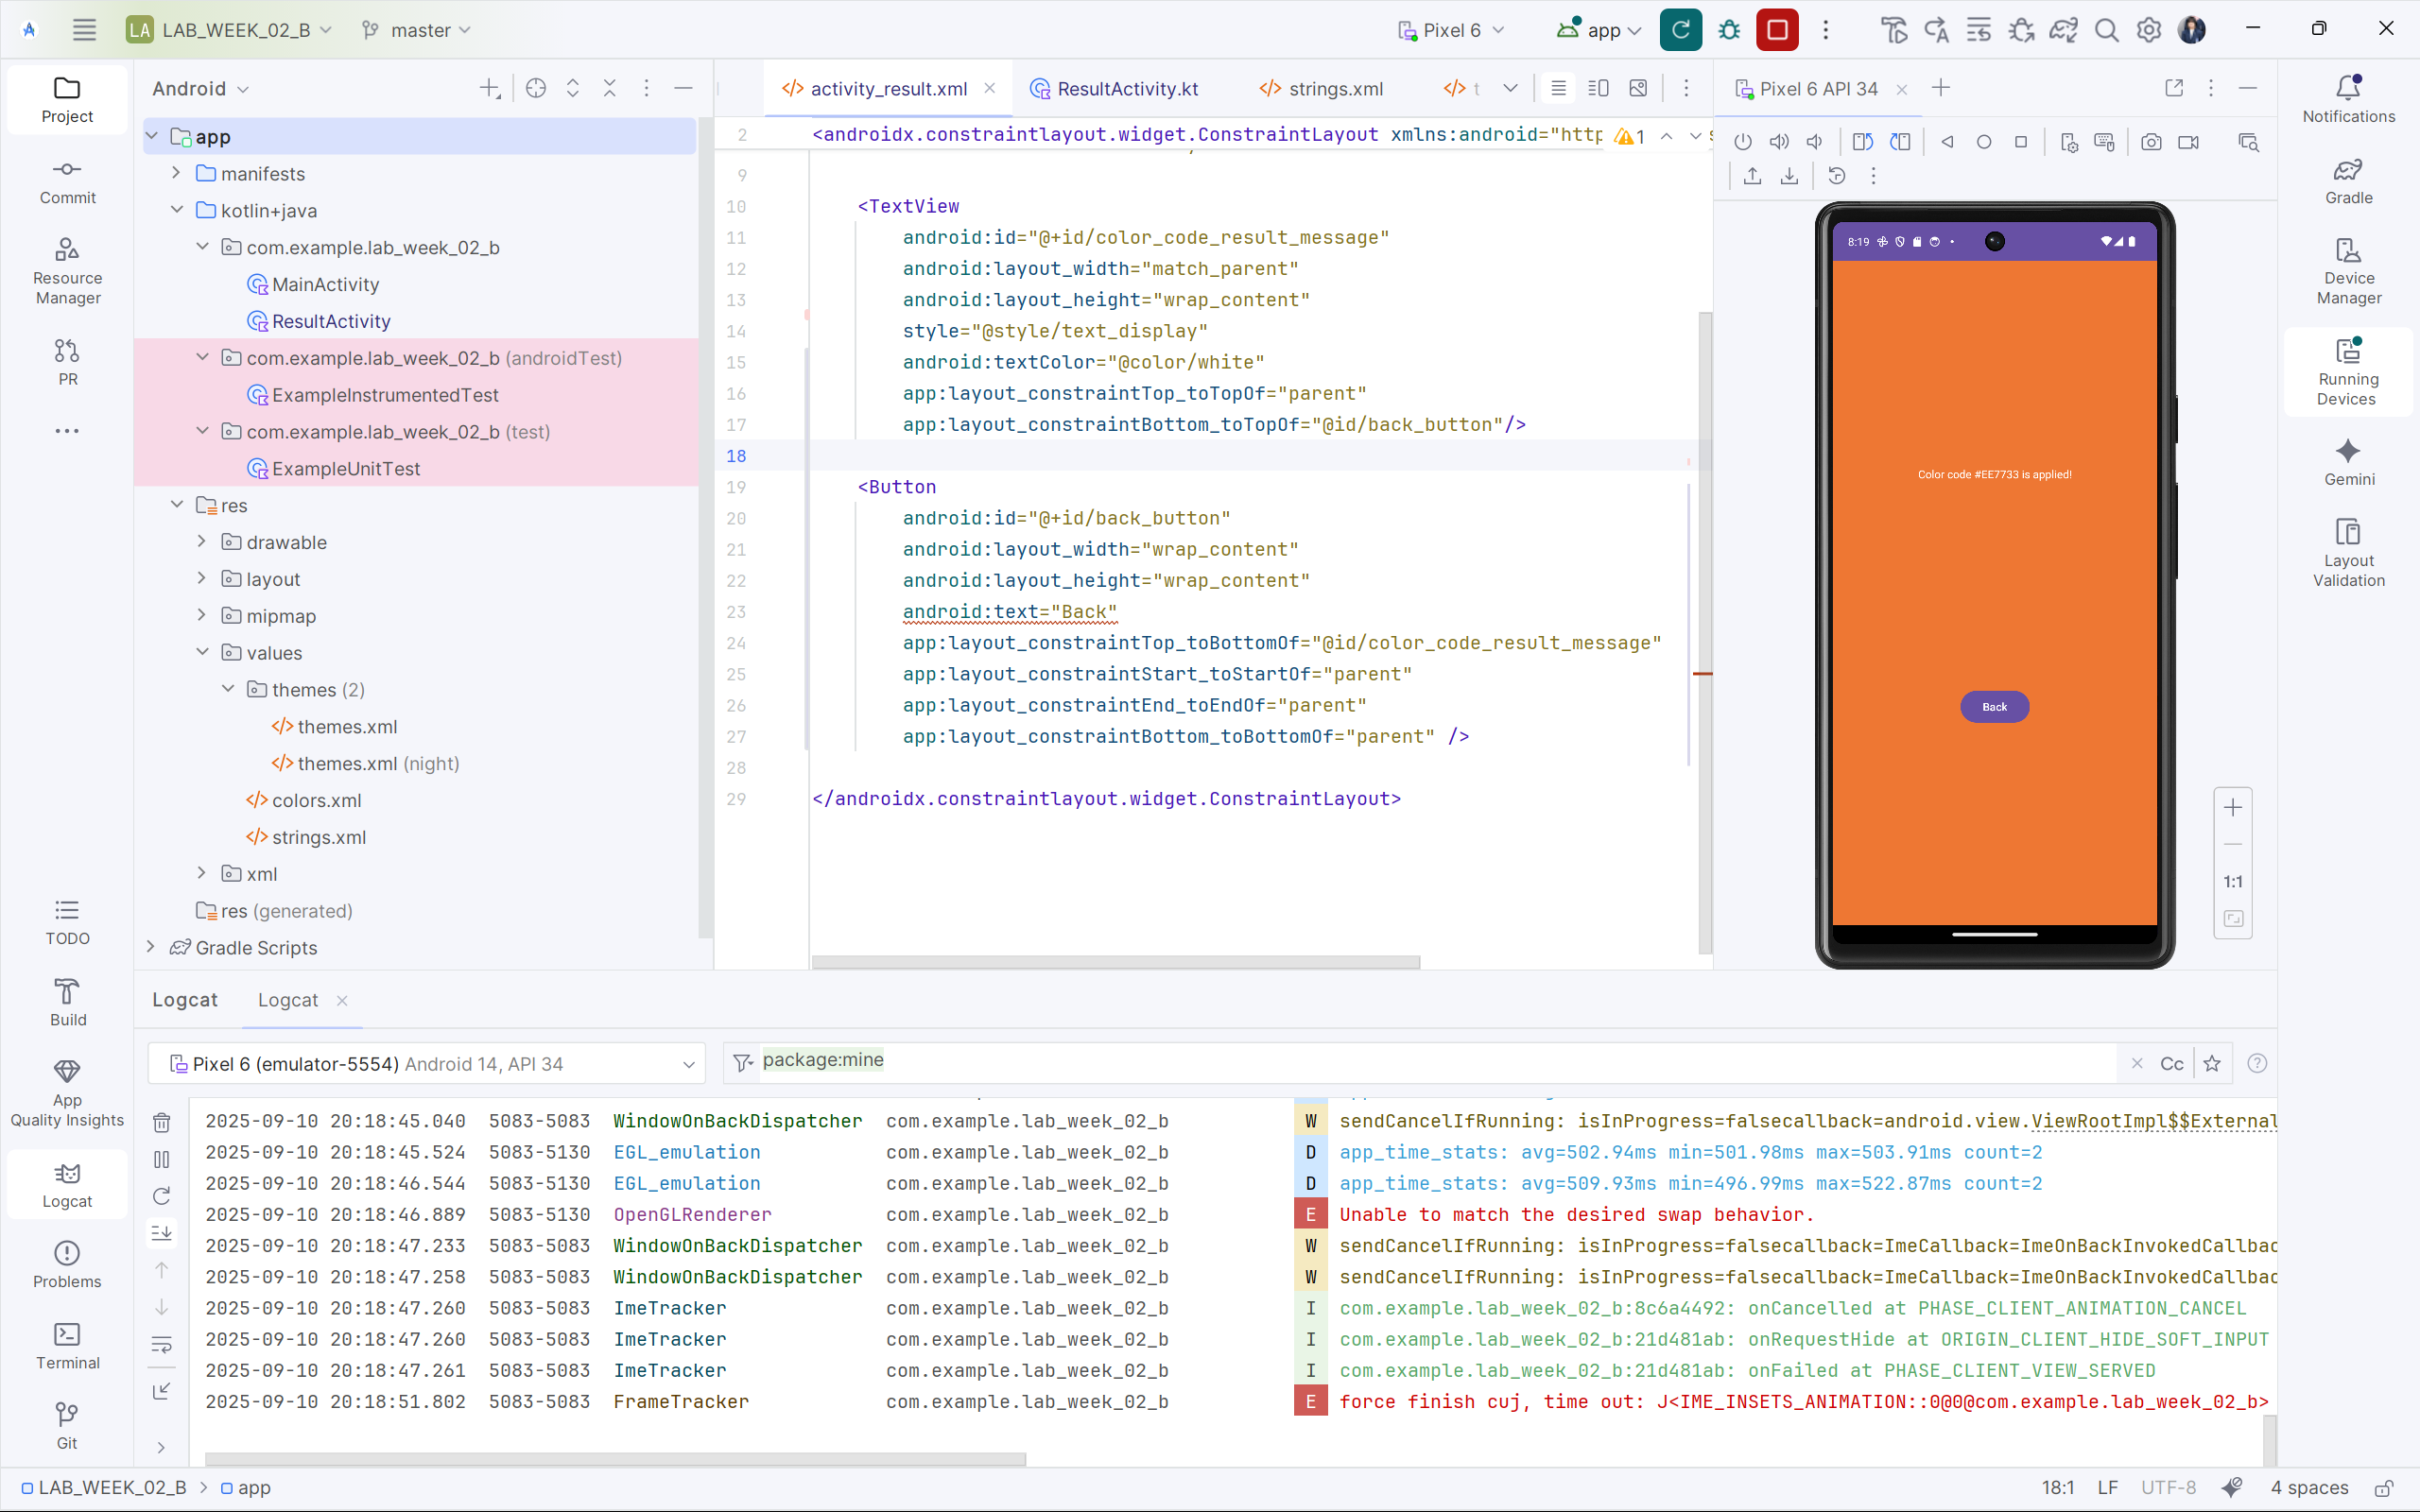 LA LAB_WEEK_02_B master Pixel 6 app
Project
Commit
Resource
Manager
PR
TODO
Build
App
Quality Insights
Logcat
Problems
Terminal
Git
Android
app
manifests
kotlin+java
com.example.lab_week_02_b
MainActivity
ResultActivity
com.example.lab_week_02_b (androidTest)
ExampleInstrumentedTest
com.example.lab_week_02_b (test)
ExampleUnitTest
res
drawable
layout
mipmap
values
themes (2)
themes.xml
themes.xml (night)
colors.xml
strings.xml
xml
res (generated)
Gradle Scripts
activity_result.xml ResultActivity.kt strings.xml t
2 <androidx.constraintlayout.widget.ConstraintLayout xmlns:android="http 1
9
10 <TextView
11 android:id="@+id/color_code_result_message"
12 android:layout_width="match_parent"
13 android:layout_height="wrap_content"
14 style="@style/text_display"
15 android:textColor="@color/white"
16 app:layout_constraintTop_toTopOf="parent"
17 app:layout_constraintBottom_toTopOf="@id/back_button"/>
18
19 <Button
20 android:id="@+id/back_button"
21 android:layout_width="wrap_content"
22 android:layout_height="wrap_content"
23 android:text="Back"
24 app:layout_constraintTop_toBottomOf="@id/color_code_result_message"
25 app:layout_constraintStart_toStartOf="parent"
26 app:layout_constraintEnd_toEndOf="parent"
27 app:layout_constraintBottom_toBottomOf="parent" />
28
29 </androidx.constraintlayout.widget.ConstraintLayout>
Pixel 6 API 34
8:19
Color code #EE7733 is applied!
Back
1:1
Notifications
Gradle
Device
Manager
Running
Devices
Gemini
Layout
Validation
Logcat Logcat
Pixel 6 (emulator-5554) Android 14, API 34 package:mine Cc
2025-09-10 20:18:45.040 5083-5083 WindowOnBackDispatcher com.example.lab_week_02_b W sendCancelIfRunning: isInProgress=falsecallback=android.view.ViewRootImpl$$External
2025-09-10 20:18:45.524 5083-5130 EGL_emulation com.example.lab_week_02_b D app_time_stats: avg=502.94ms min=501.98ms max=503.91ms count=2
2025-09-10 20:18:46.544 5083-5130 EGL_emulation com.example.lab_week_02_b D app_time_stats: avg=509.93ms min=496.99ms max=522.87ms count=2
2025-09-10 20:18:46.889 5083-5130 OpenGLRenderer com.example.lab_week_02_b E Unable to match the desired swap behavior.
2025-09-10 20:18:47.233 5083-5083 WindowOnBackDispatcher com.example.lab_week_02_b W sendCancelIfRunning: isInProgress=falsecallback=ImeCallback=ImeOnBackInvokedCallbac
2025-09-10 20:18:47.258 5083-5083 WindowOnBackDispatcher com.example.lab_week_02_b W sendCancelIfRunning: isInProgress=falsecallback=ImeCallback=ImeOnBackInvokedCallbac
2025-09-10 20:18:47.260 5083-5083 ImeTracker com.example.lab_week_02_b I com.example.lab_week_02_b:8c6a4492: onCancelled at PHASE_CLIENT_ANIMATION_CANCEL
2025-09-10 20:18:47.260 5083-5083 ImeTracker com.example.lab_week_02_b I com.example.lab_week_02_b:21d481ab: onRequestHide at ORIGIN_CLIENT_HIDE_SOFT_INPUT
2025-09-10 20:18:47.261 5083-5083 ImeTracker com.example.lab_week_02_b I com.example.lab_week_02_b:21d481ab: onFailed at PHASE_CLIENT_VIEW_SERVED
2025-09-10 20:18:51.802 5083-5083 FrameTracker com.example.lab_week_02_b E force finish cuj, time out: J<IME_INSETS_ANIMATION::0@0@com.example.lab_week_02_b>
LAB_WEEK_02_B > app 18:1 LF UTF-8 4 spaces